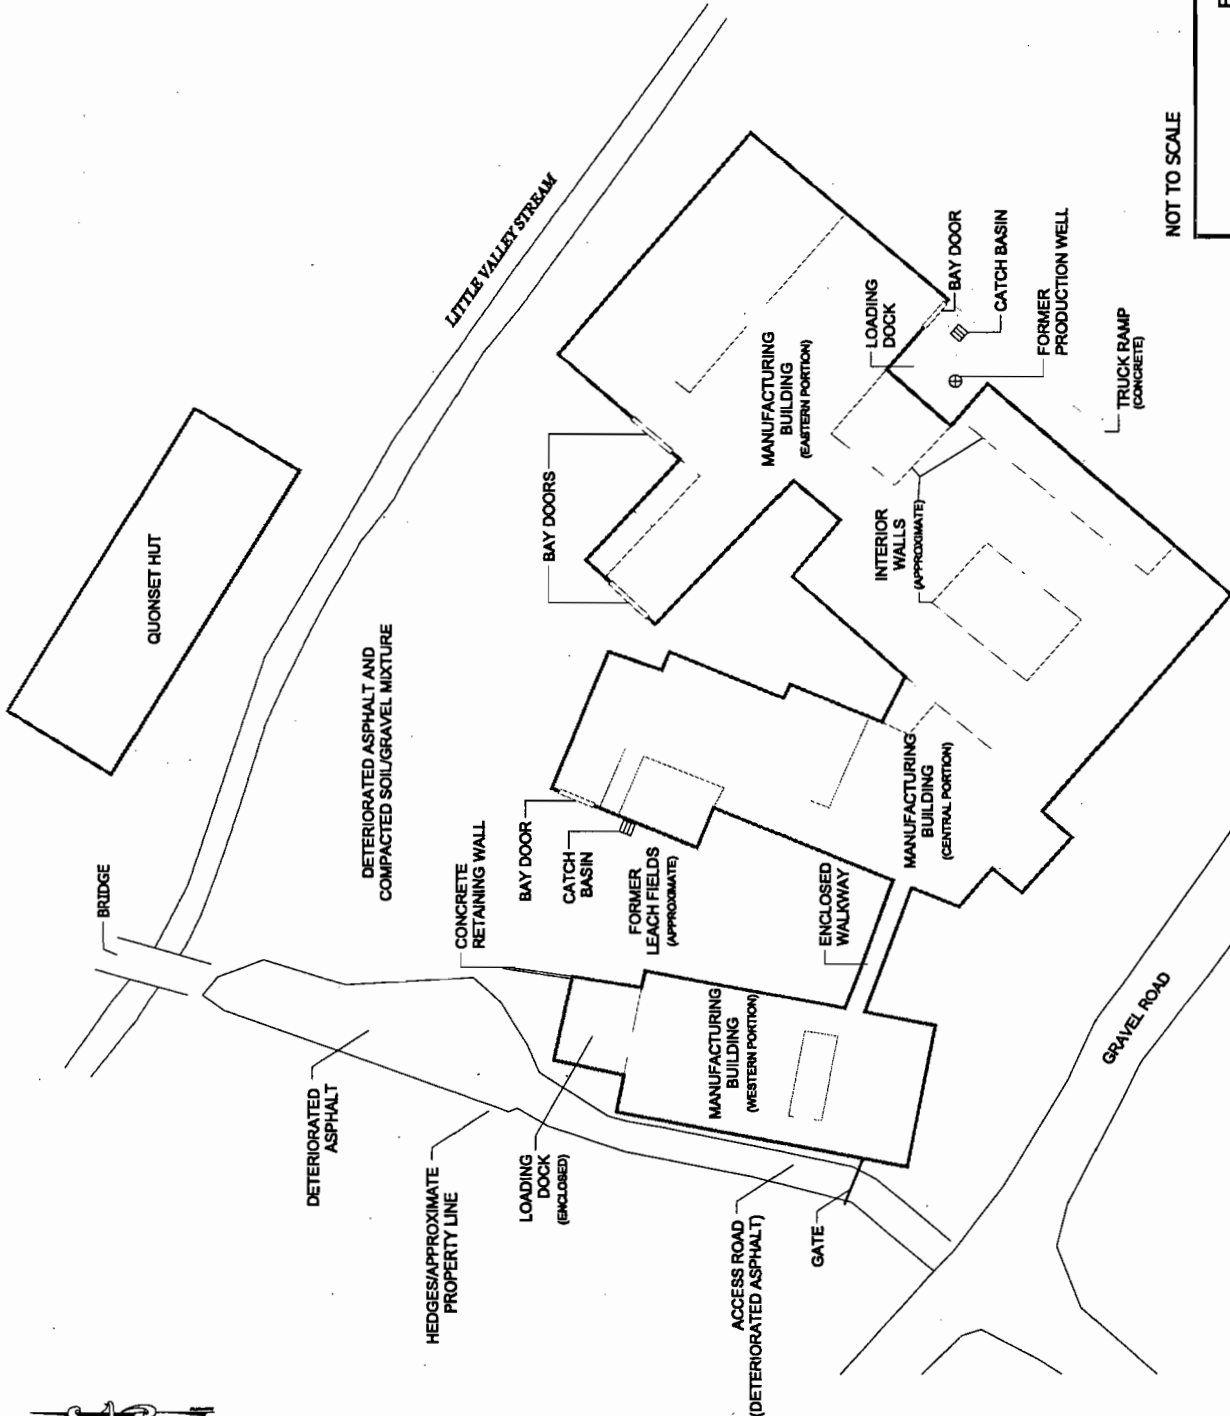 NOT TO SCALE
LITTLE VALLEY STREAM
QUONSET HUT
BRIDGE
DETERIORATED ASPHALT AND
COMPACTED SOIL/GRAVEL MIXTURE
BAY DOORS
MANUFACTURING
BUILDING
(EASTERN PORTION)
LOADING
DOCK
BAY DOOR
CATCH BASIN
FORMER
PRODUCTION WELL
TRUCK RAMP
(CONCRETE)
INTERIOR
WALLS
(APPROXIMATE)
MANUFACTURING
BUILDING
(CENTRAL PORTION)
CONCRETE
RETAINING WALL
BAY DOOR
CATCH
BASIN
FORMER
LEACH FIELDS
(APPROXIMATE)
ENCLOSED
WALKWAY
MANUFACTURING
BUILDING
(WESTERN PORTION)
DETERIORATED
ASPHALT
HEDGES/APPROXIMATE
PROPERTY LINE
LOADING
DOCK
(ENCLOSED)
ACCESS ROAD
(DETERIORATED ASPHALT)
GATE
GRAVEL ROAD